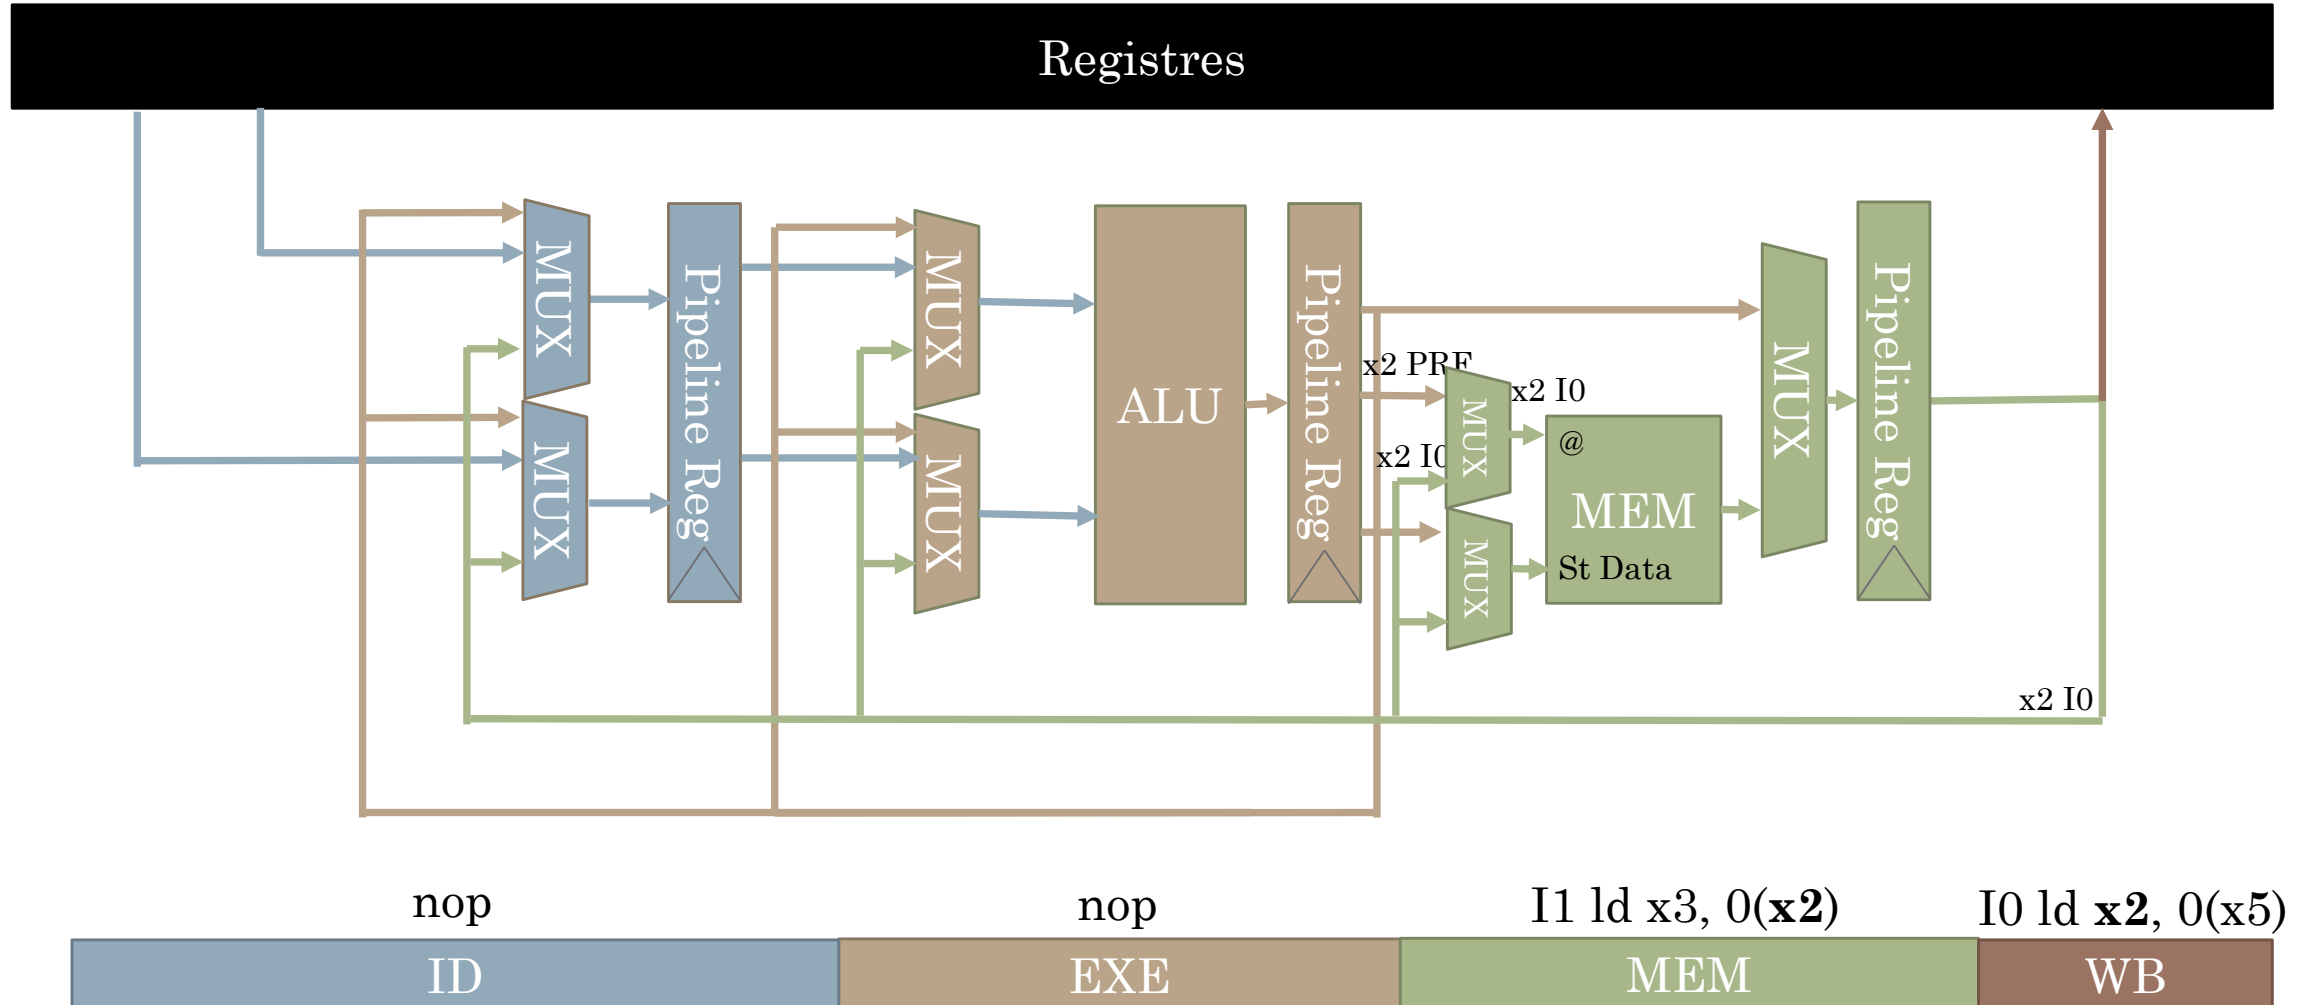 Registres
MUX
MUX
Pipeline Reg
MUX
MUX
ALU
Pipeline Reg
x2 PRF
x2 I0
MUX
MUX
x2 I0
@
MEM
St Data
MUX
Pipeline Reg
x2 I0
nop
nop
I1 ld x3, 0(x2)
I0 ld x2, 0(x5)
ID
EXE
MEM
WB